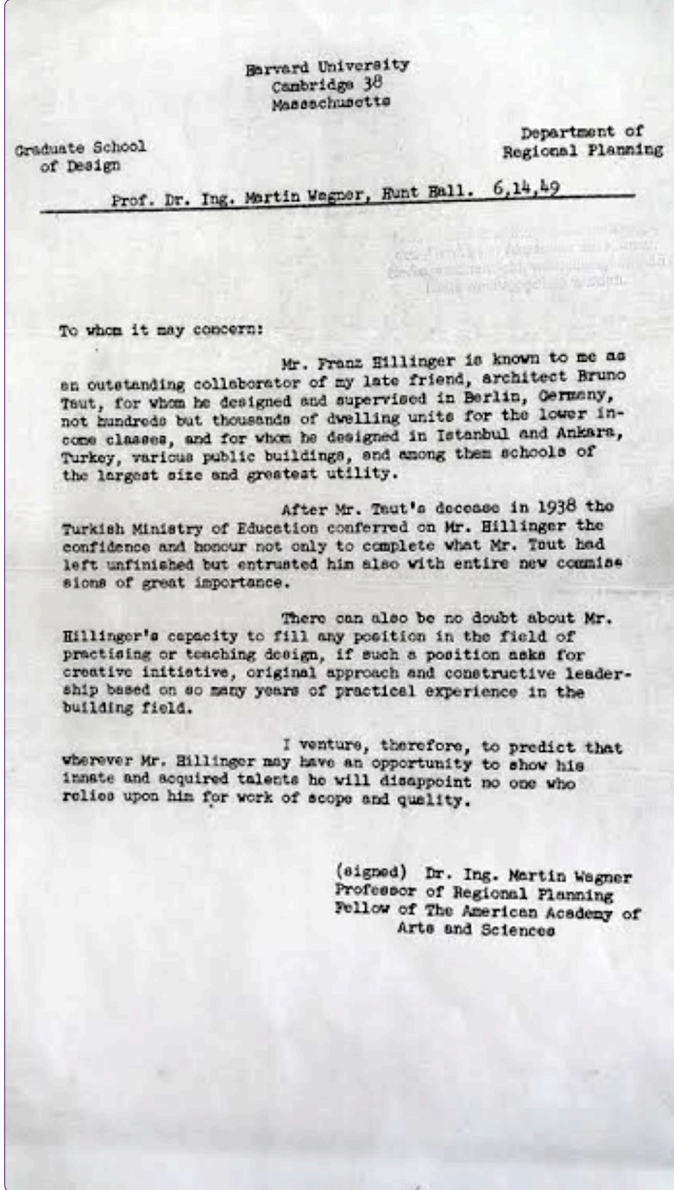 Harvard University
Cambridge 38
Massachusetts
Graduate School
of Design
Department of
Regional Planning
Prof. Dr. Ing. Martin Wagner, Hunt Hall. 6,14,49
To whom it may concern:
Mr. Franz Hillinger is known to me as
an outstanding collaborator of my late friend, architect Bruno
Taut, for whom he designed and supervised in Berlin, Germany,
not hundreds but thousands of dwelling units for the lower in-
come classes, and for whom he designed in Istanbul and Ankara,
Turkey, various public buildings, and among them schools of
the largest size and greatest utility.
After Mr. Taut's decease in 1938 the
Turkish Ministry of Education conferred on Mr. Hillinger the
confidence and honour not only to complete what Mr. Taut had
left unfinished but entrusted him also with entire new commis
sions of great importance.
There can also be no doubt about Mr.
Hillinger's capacity to fill any position in the field of
practising or teaching design, if such a position asks for
creative initiative, original approach and constructive leader-
ship based on so many years of practical experience in the
building field.
I venture, therefore, to predict that
wherever Mr. Hillinger may have an opportunity to show his
innate and acquired talents he will disappoint no one who
relies upon him for work of scope and quality.
(signed) Dr. Ing. Martin Wagner
Professor of Regional Planning
Fellow of The American Academy of
Arts and Sciences